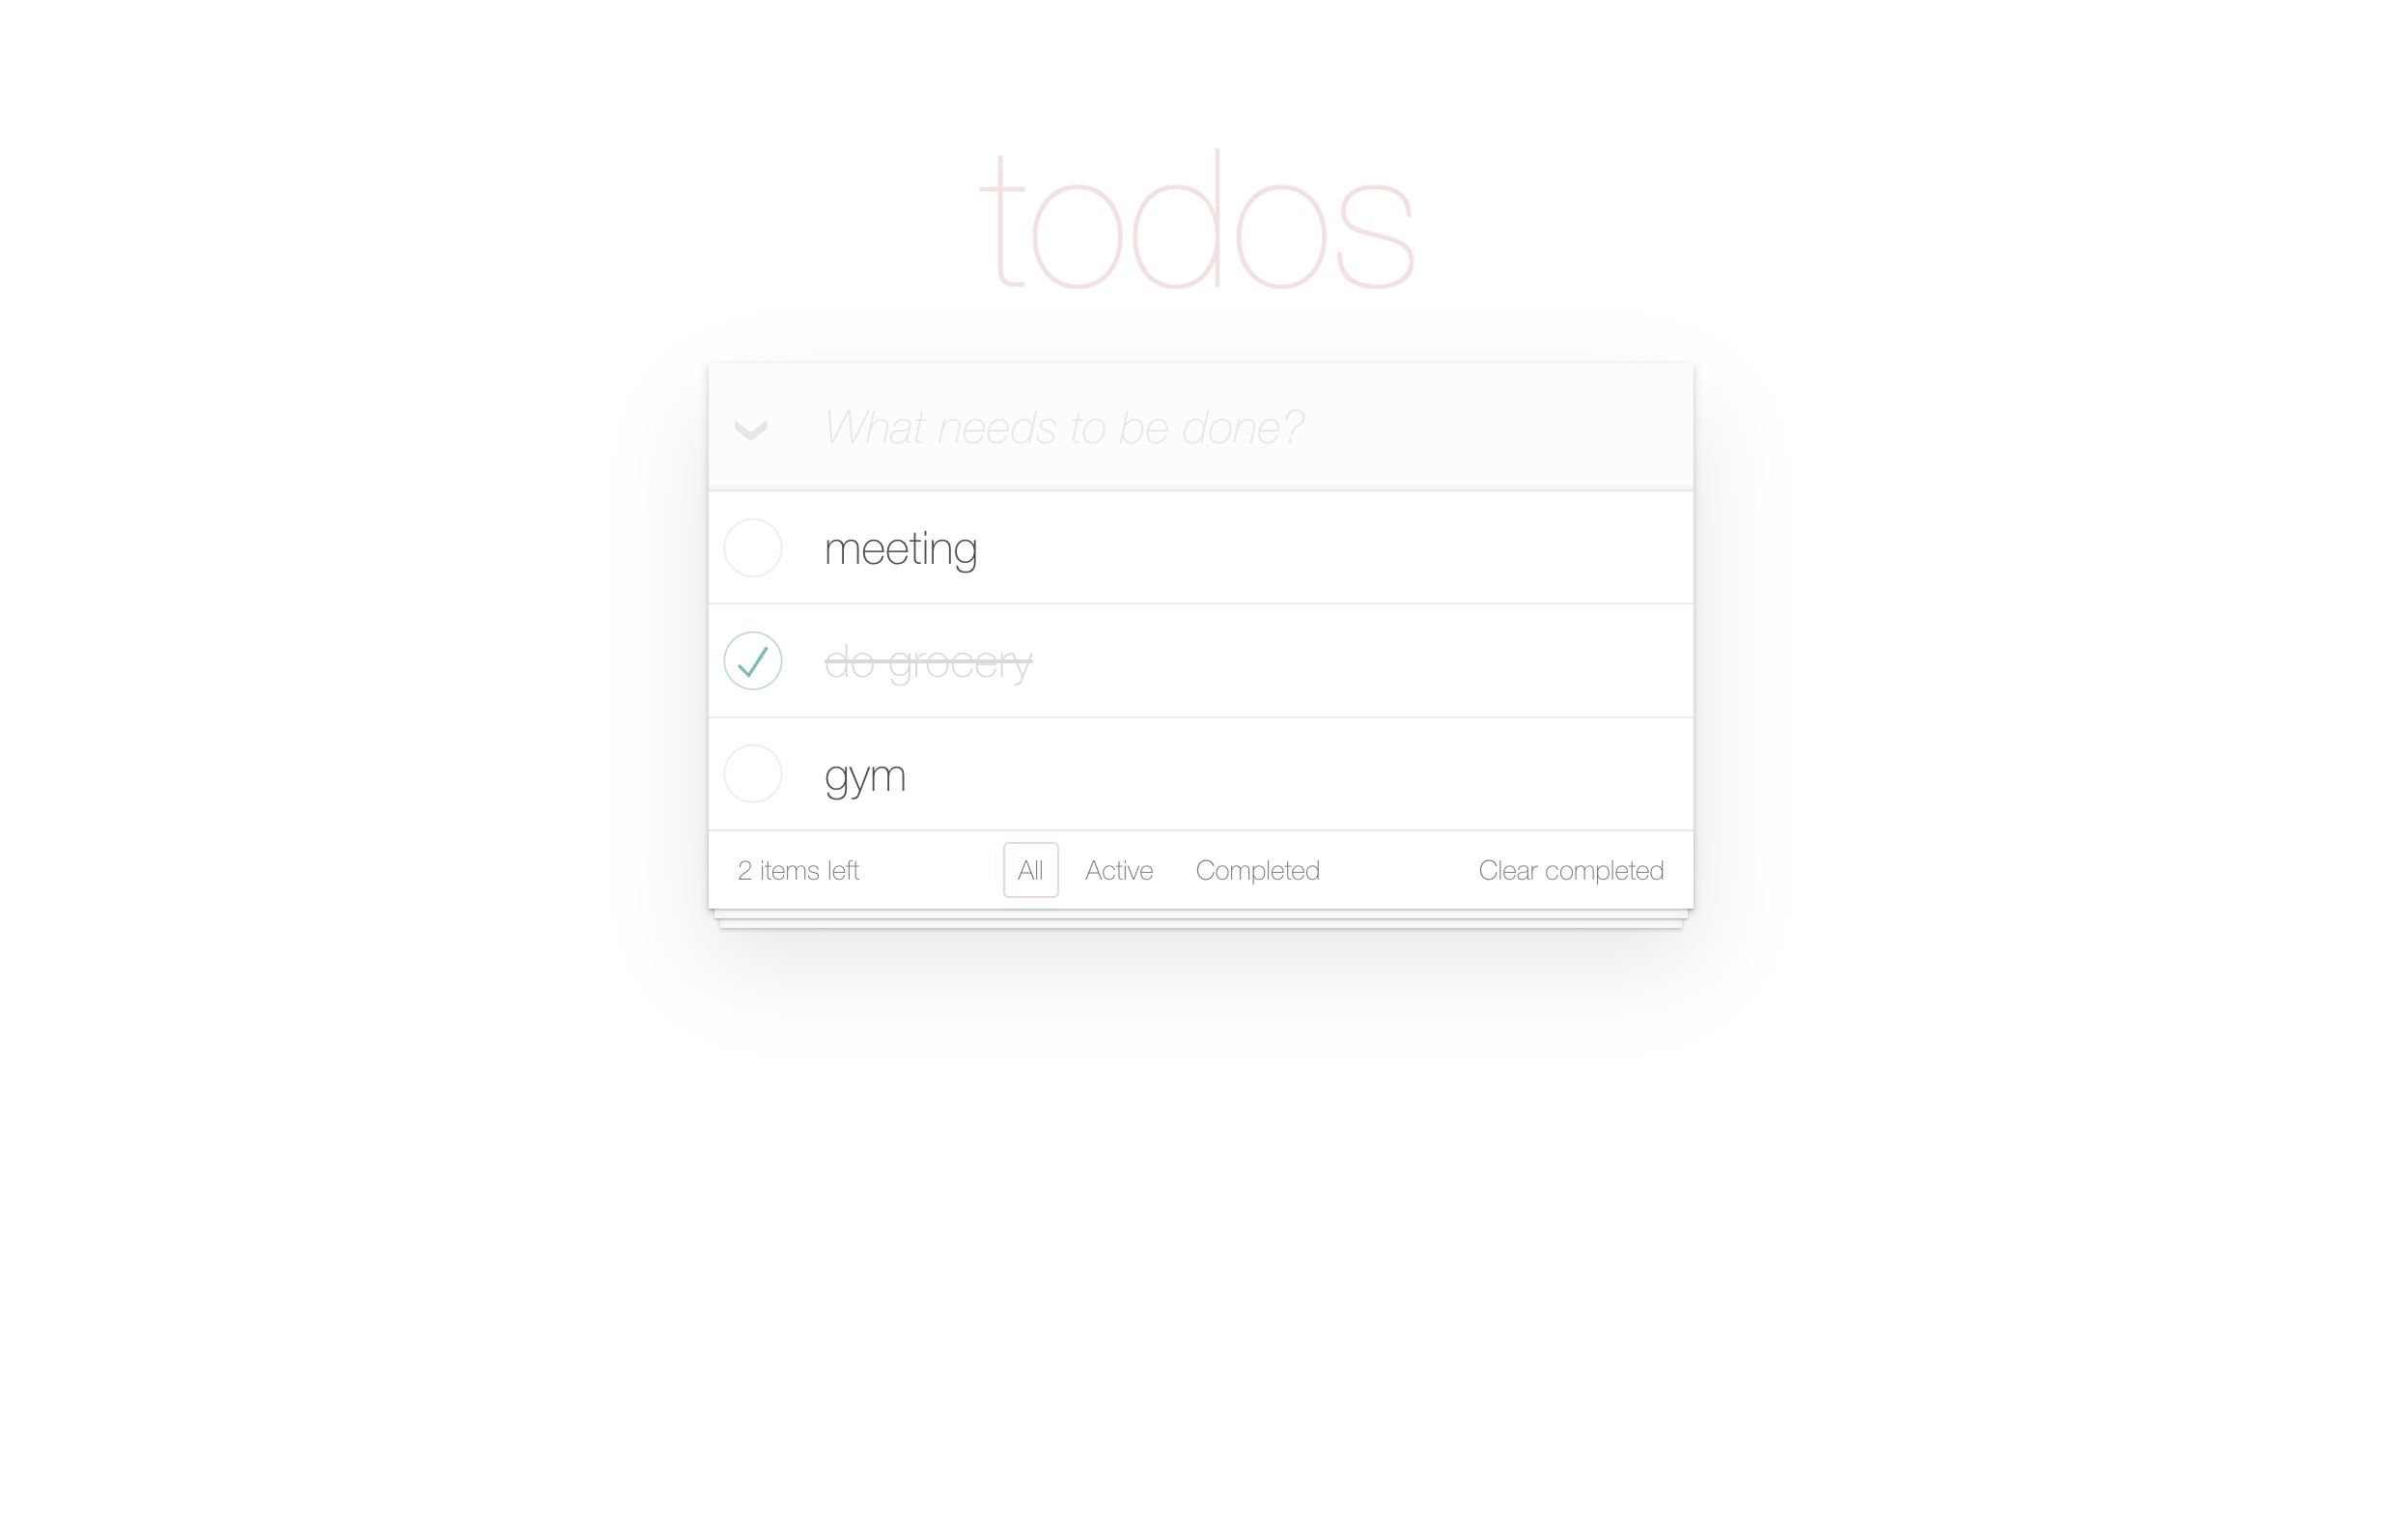 todos
What needs to be done?
meeting
do grocery
gym
2 items left All Active Completed Clear completed